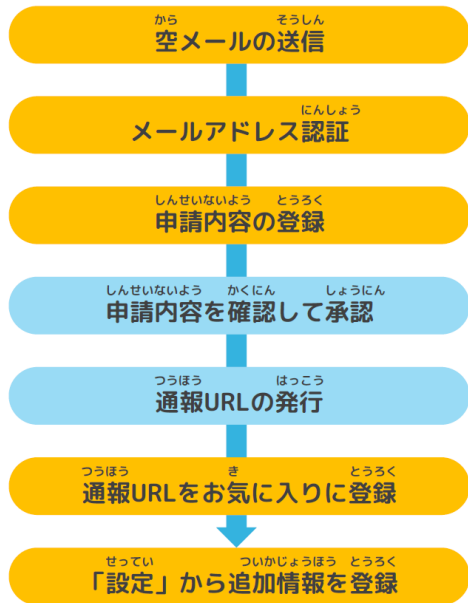 から そうしん
空メールの送信
にんしょう
メールアドレス認証
しんせいないよう とうろく
申請内容の登録
しんせいないよう かくにん しょうにん
申請内容を確認して承認
つうほう はっこう
通報URLの発行
つうほう き とうろく
通報URLをお気に入りに登録
せってい ついかじょうほう とうろく
「設定」から追加情報を登録